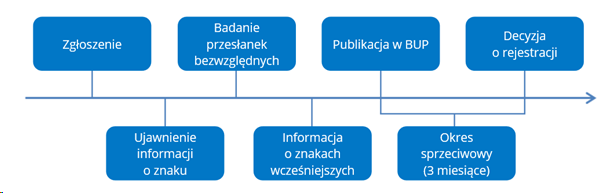 Zgłoszenie
Badanie
przesłanek
bezwzględnych
Publikacja w BUP
Decyzja
o rejestracji
Ujawnienie
informacji
o znaku
Informacja
o znakach
wcześniejszych
Okres
sprzeciwowy
(3 miesiące)